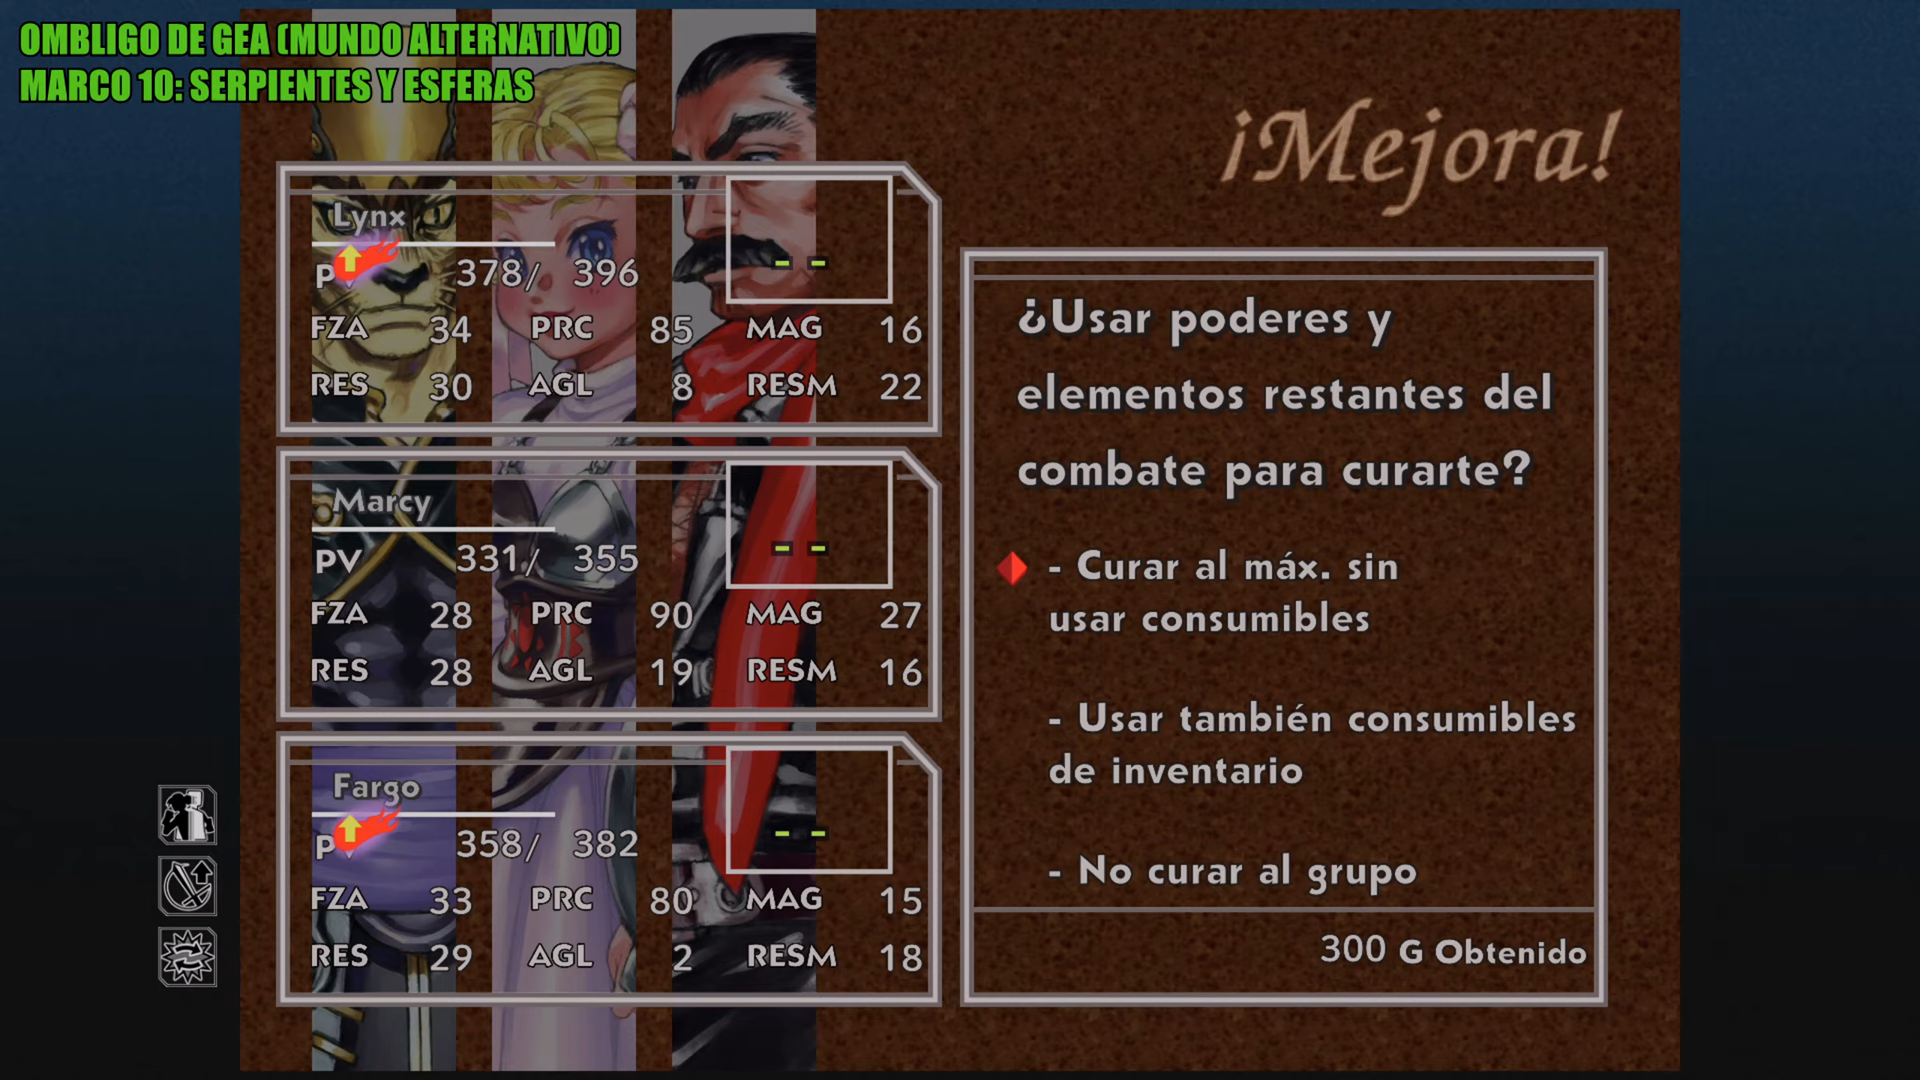 OMBLIGO DE GEA (MUNDO ALTERNATIVO)
MARCO 10: SERPIENTES Y ESFERAS
¡Mejora!
Lynx
- -
P 378/ 396
FZA 34 PRC 85 MAG 16
RES 30 AGL 8 RESM 22
Marcy
- -
PV 331/ 355
FZA 28 PRC 90 MAG 27
RES 28 AGL 19 RESM 16
Fargo
- -
P 358/ 382
FZA 33 PRC 80 MAG 15
RES 29 AGL 2 RESM 18
¿Usar poderes y
elementos restantes del
combate para curarte?
- Curar al máx. sin
usar consumibles
- Usar también consumibles
de inventario
- No curar al grupo
300 G Obtenido